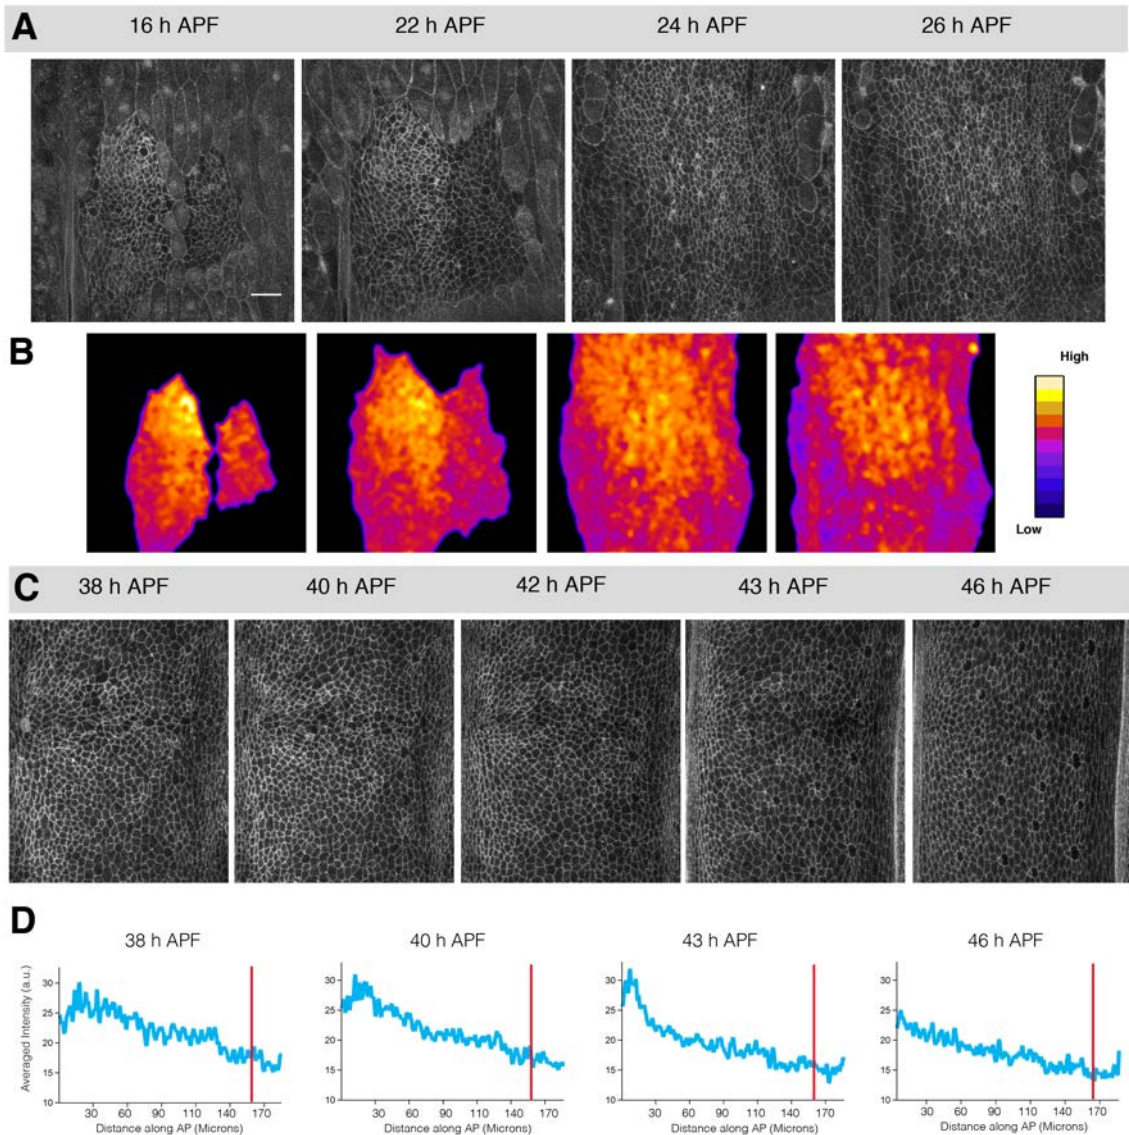 A
16 h APF 22 h APF 24 h APF 26 h APF
B
High
Low
C
38 h APF 40 h APF 42 h APF 43 h APF 46 h APF
D
38 h APF 40 h APF 43 h APF 46 h APF
Averaged Intensity (a.u.)
30 30 30 30
25 25 25 25
20 20 20 20
15 15 15 15
10 10 10 10
30 60 90 140 170 30 60 90 140 170 30 60 90 140 170 30 60 90 140 170
Distance along AP (Microns) Distance along AP (Microns) Distance along AP (Microns) Distance along AP (Microns)